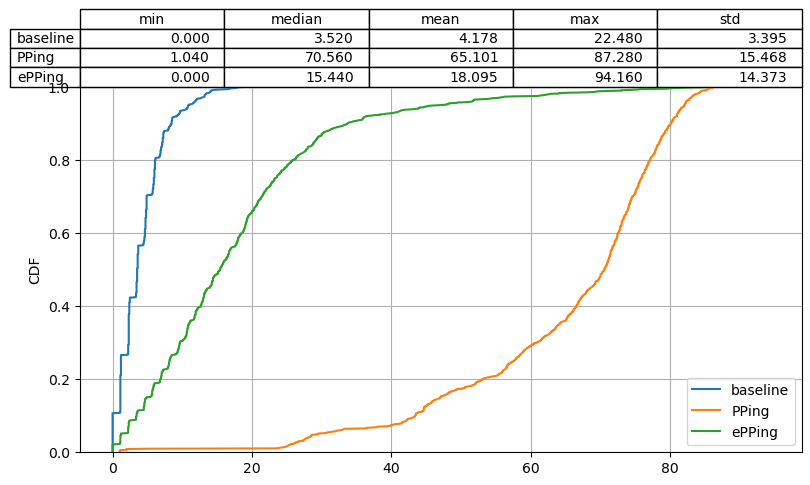 min median mean max std
baseline 0.000 3.520 4.178 22.480 3.395
PPing 1.040 70.560 65.101 87.280 15.468
ePPing 0.000 15.440 18.095 94.160 14.373
1.0
0.8
0.6
0.4
0.2
0.0
CDF
0 20 40 60 80
baseline
PPing
ePPing